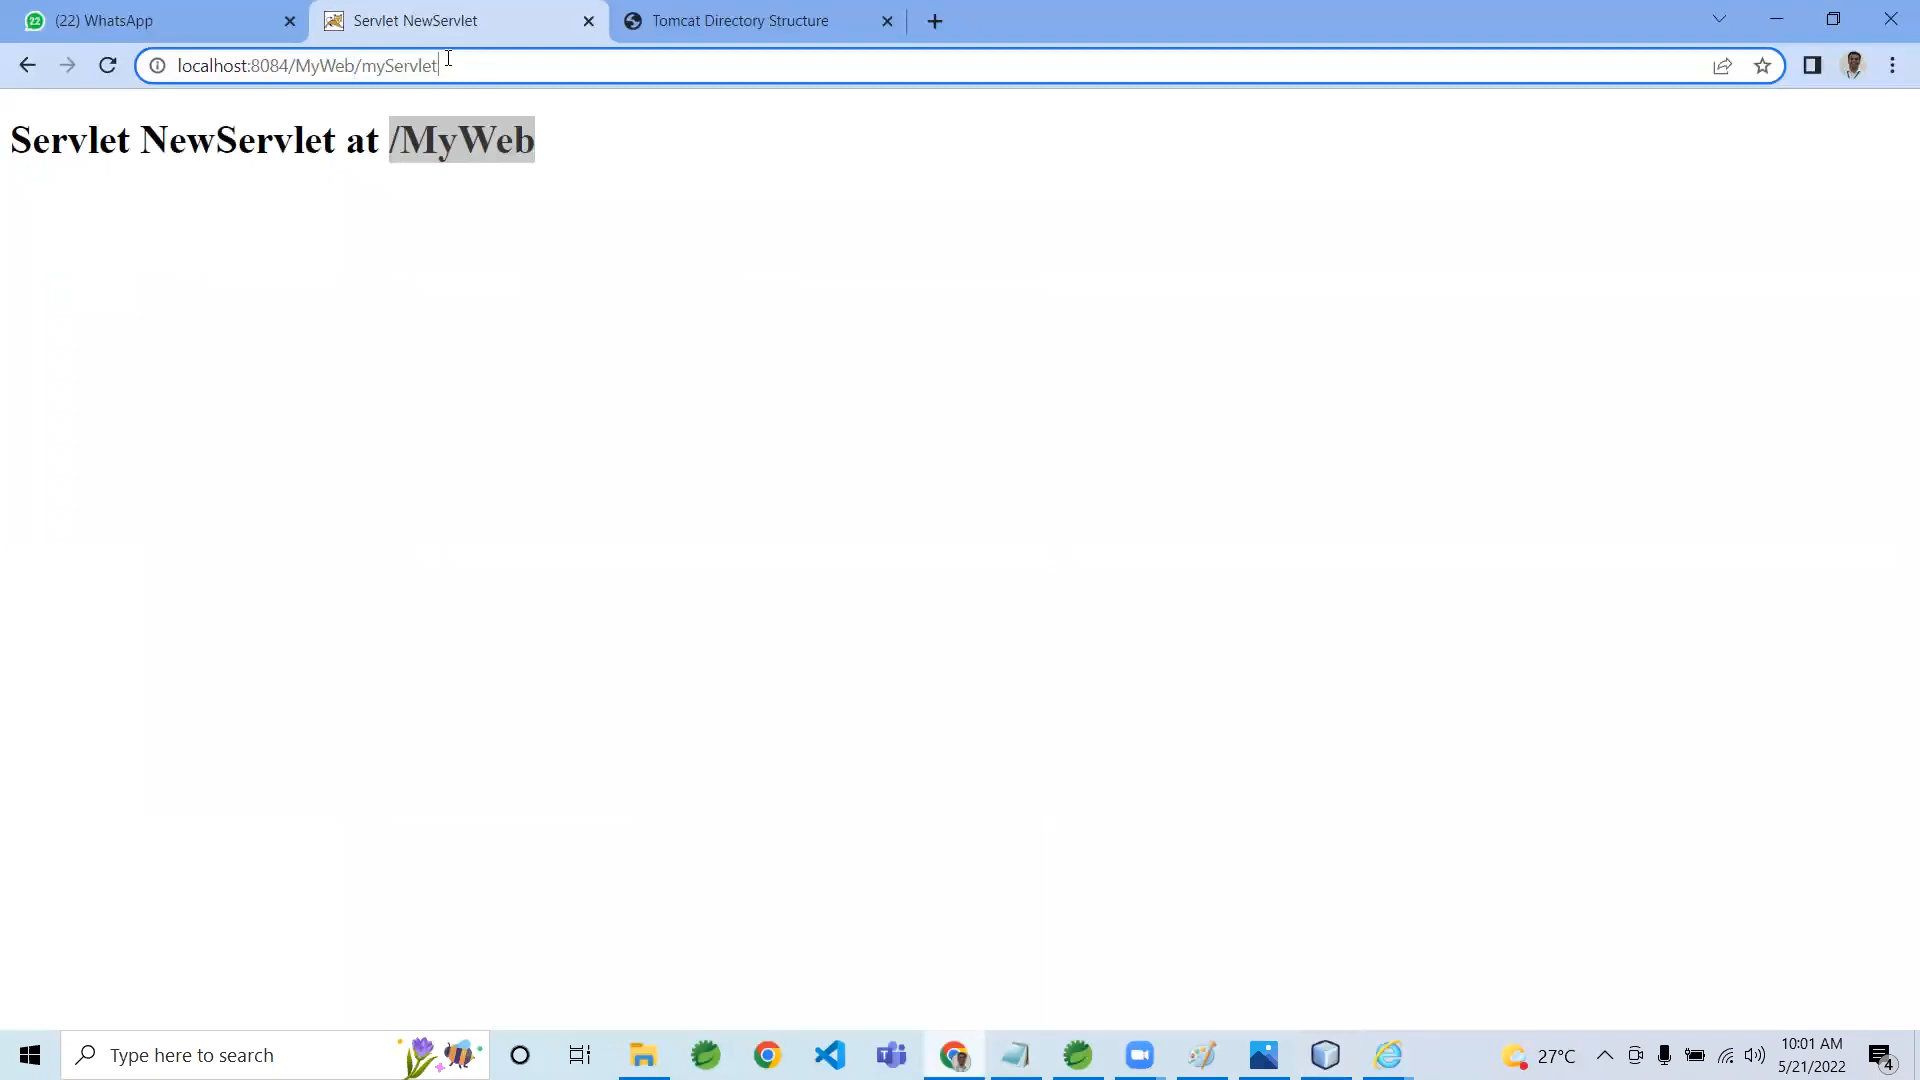 (22) WhatsApp
Servlet NewServlet
Tomcat Directory Structure
localhost:8084/MyWeb/myServlet
Servlet NewServlet at /MyWeb
Type here to search
27°C
10:01 AM
5/21/2022
4